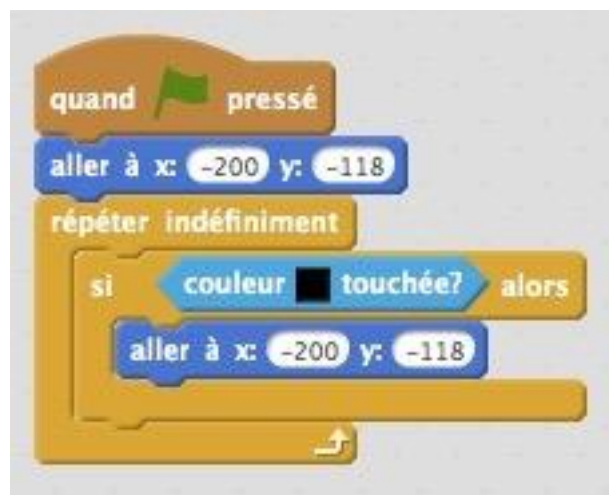 quand pressé
aller à x: -200 y: -118
répéter indéfiniment
si couleur touchée? alors
aller à x: -200 y: -118